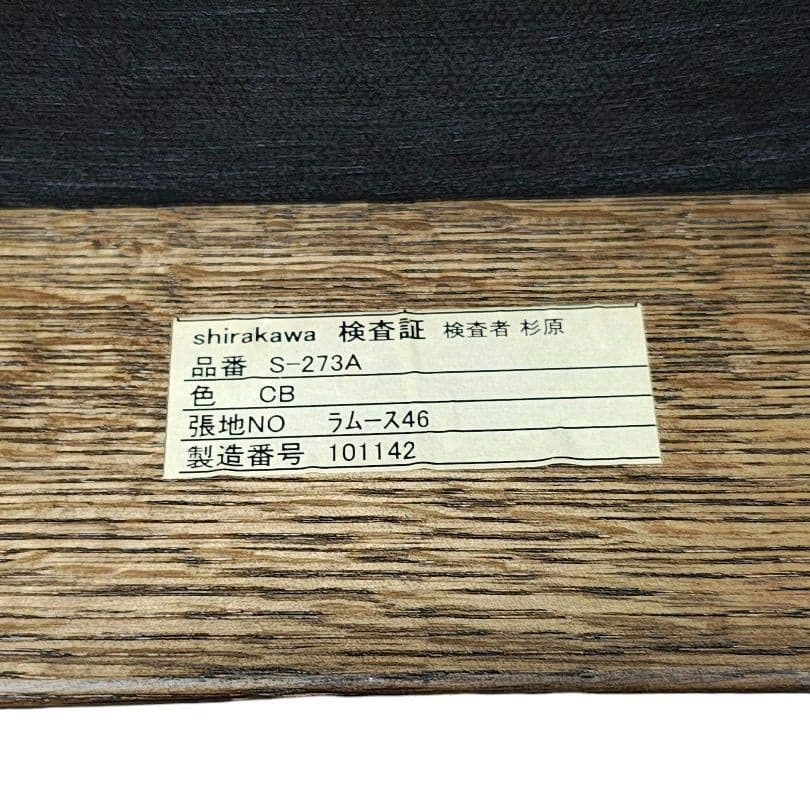 shirakawa 検査証 検査者 杉原
品番 S-273A
色 CB
張地NO ラムース46
製造番号 101142